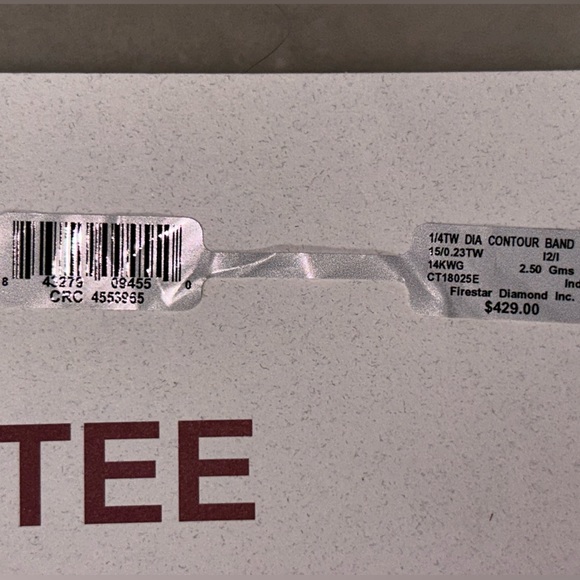 8 43279 09455 0
CRC 4553965
1/4TW DIA CONTOUR BAND
15/0.23TW I2/I
14KWG 2.50 Gms
CT18025E Ind
Firestar Diamond Inc.
$429.00
TEE